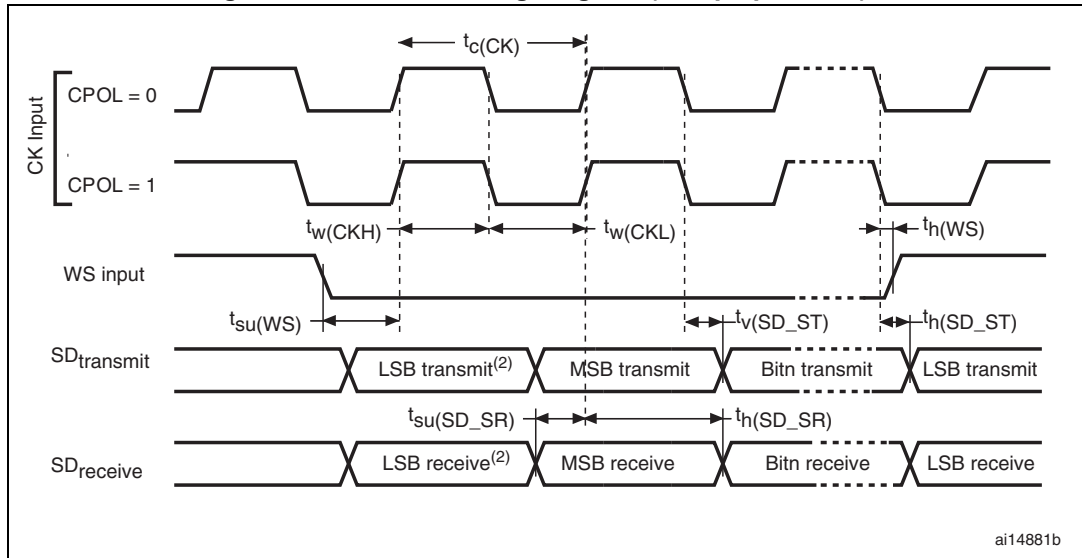 tc(CK)
CK Input
CPOL = 0
CPOL = 1
tw(CKH)
tw(CKL)
th(WS)
WS input
tsu(WS)
tv(SD_ST)
th(SD_ST)
SDtransmit
LSB transmit(2)
MSB transmit
Bitn transmit
LSB transmit
tsu(SD_SR)
th(SD_SR)
SDreceive
LSB receive(2)
MSB receive
Bitn receive
LSB receive
ai14881b